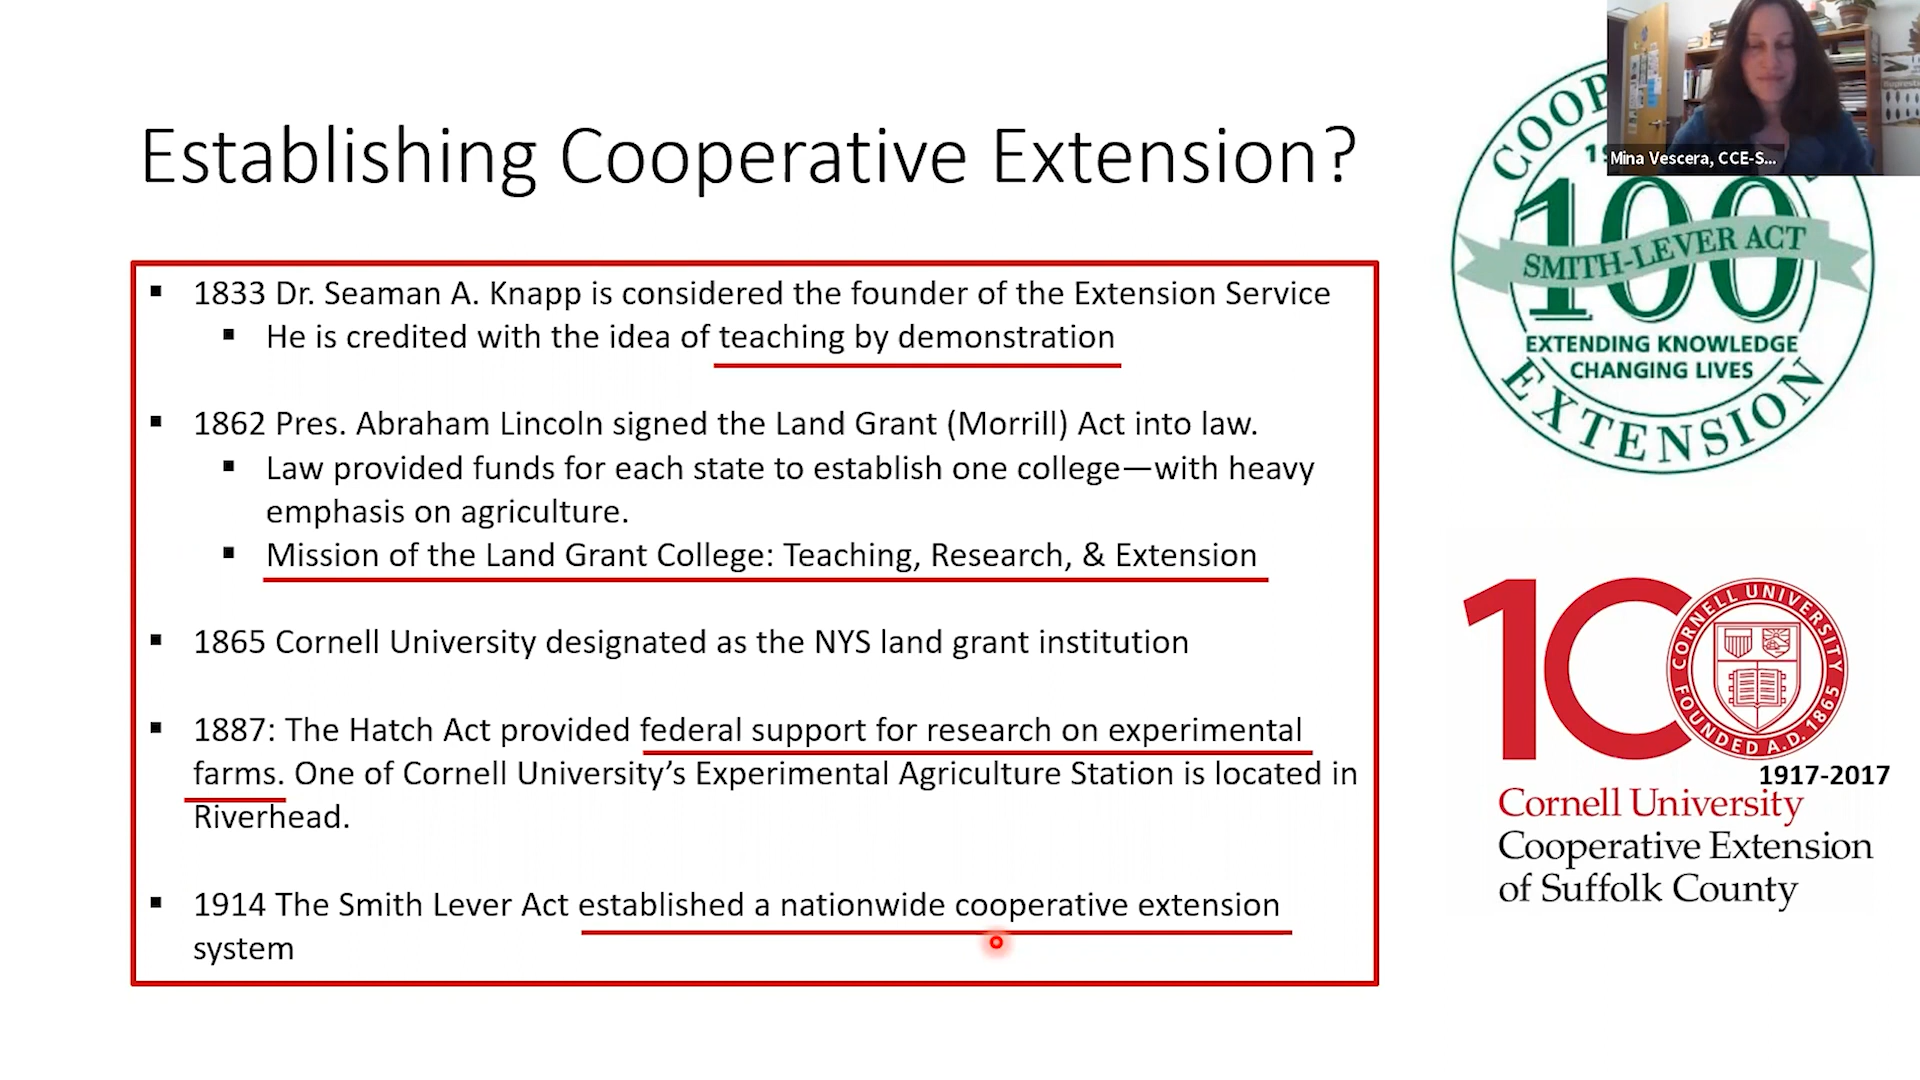 Establishing Cooperative Extension?
▪ 1833 Dr. Seaman A. Knapp is considered the founder of the Extension Service
▪ He is credited with the idea of teaching by demonstration
▪ 1862 Pres. Abraham Lincoln signed the Land Grant (Morrill) Act into law.
▪ Law provided funds for each state to establish one college—with heavy
emphasis on agriculture.
▪ Mission of the Land Grant College: Teaching, Research, & Extension
▪ 1865 Cornell University designated as the NYS land grant institution
▪ 1887: The Hatch Act provided federal support for research on experimental
farms. One of Cornell University’s Experimental Agriculture Station is located in
Riverhead.
▪ 1914 The Smith Lever Act established a nationwide cooperative extension
system
Mina Vescera, CCE-S...
100
SMITH-LEVER ACT
EXTENDING KNOWLEDGE
CHANGING LIVES
EXTENSION
100
CORNELL UNIVERSITY
FOUNDED A.D. 1865
1917-2017
Cornell University
Cooperative Extension
of Suffolk County